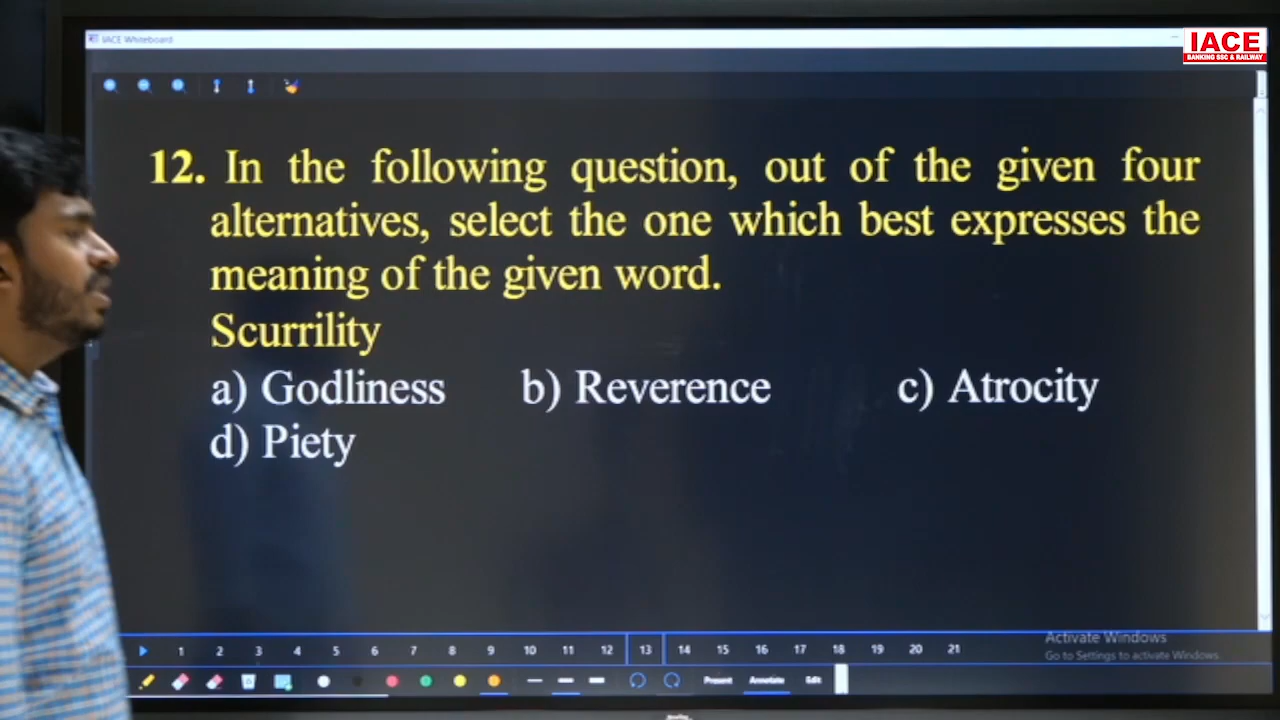 IACE Whiteboard
IACE
BANKING SSC & RAILWAY
12. In the following question, out of the given four
alternatives, select the one which best expresses the
meaning of the given word.
Scurrility
a) Godliness b) Reverence c) Atrocity
d) Piety
Activate Windows
Go to Settings to activate Windows.
1 2 3 4 5 6 7 8 9 10 11 12 13 14 15 16 17 18 19 20 21
Present Annotate Edit